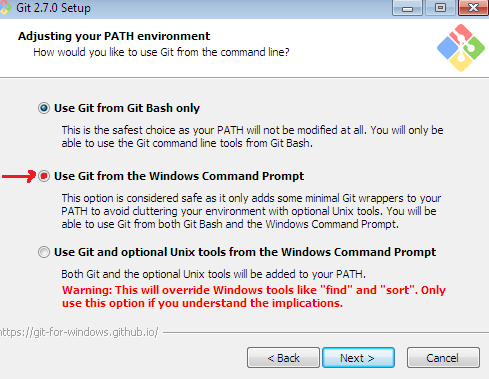 Git 2.7.0 Setup
Adjusting your PATH environment
How would you like to use Git from the command line?
Use Git from Git Bash only
This is the safest choice as your PATH will not be modified at all. You will only be
able to use the Git command line tools from Git Bash.
Use Git from the Windows Command Prompt
This option is considered safe as it only adds some minimal Git wrappers to your
PATH to avoid cluttering your environment with optional Unix tools. You will be
able to use Git from both Git Bash and the Windows Command Prompt.
Use Git and optional Unix tools from the Windows Command Prompt
Both Git and the optional Unix tools will be added to your PATH.
Warning: This will override Windows tools like "find" and "sort". Only
use this option if you understand the implications.
https://git-for-windows.github.io/
< Back
Next >
Cancel